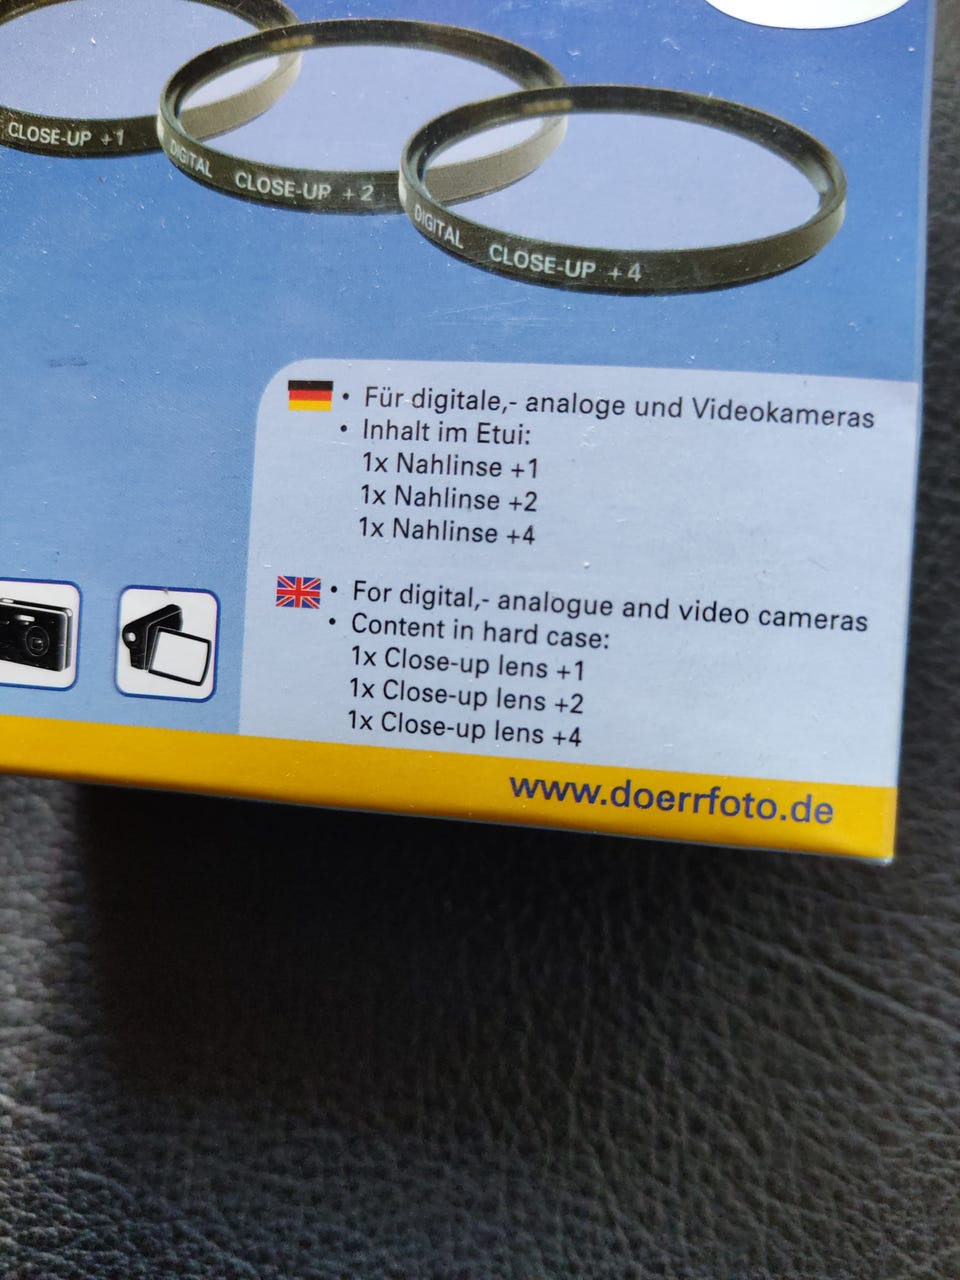 CLOSE-UP +1
DIGITAL CLOSE-UP +2
DIGITAL CLOSE-UP +4
• Für digitale,- analoge und Videokameras
• Inhalt im Etui:
1x Nahlinse +1
1x Nahlinse +2
1x Nahlinse +4
• For digital,- analogue and video cameras
• Content in hard case:
1x Close-up lens +1
1x Close-up lens +2
1x Close-up lens +4
www.doerrfoto.de